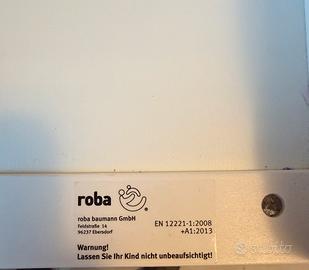 roba
roba baumann GmbH
Feldstraße 14
96237 Ebersdorf
EN 12221-1:2008
+A1:2013
Warnung!
Lassen Sie Ihr Kind nicht unbeaufsichtigt!
subito